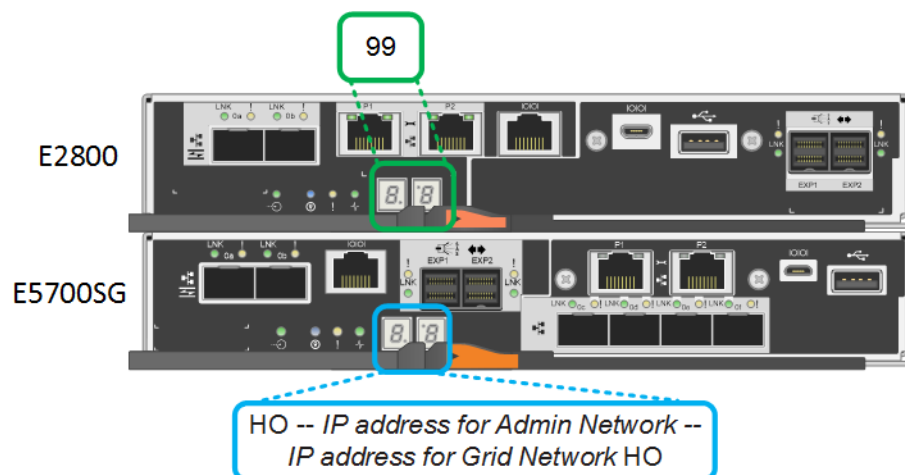 99
E2800
LNK ! LNK !
0a 0b
P1 P2 IOIOI
IOIOI
! !
LNK LNK
EXP1 EXP2
8. 8
!
E5700SG
LNK ! LNK !
0a 0b
IOIOI
EXP1 EXP2
! !
LNK LNK
P1 P2
IOIOI
LNK 0c ! LNK 0d ! LNK 0e ! LNK 0f !
8. 8
!
HO -- IP address for Admin Network --
IP address for Grid Network HO